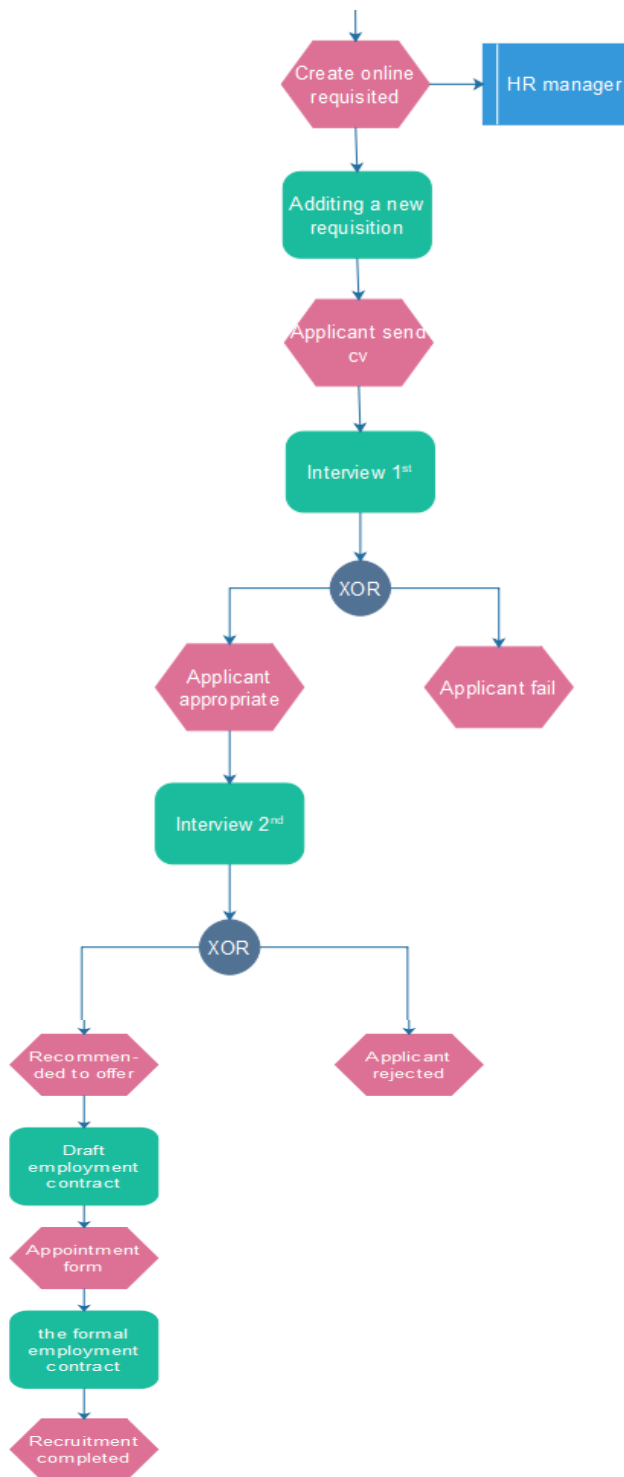 Create online
requisited
HR manager
Additing a new
requisition
Applicant send
cv
Interview 1st
XOR
Applicant
appropriate
Applicant fail
Interview 2nd
XOR
Recommen-
ded to offer
Applicant
rejected
Draft
employment
contract
Appointment
form
the formal
employment
contract
Recruitment
completed